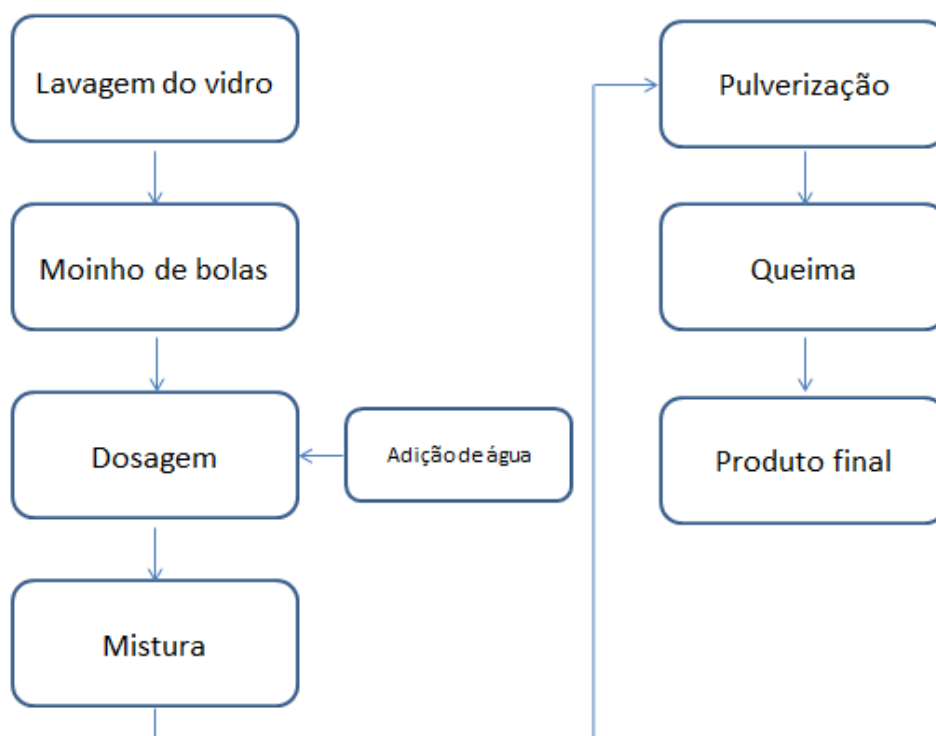 Lavagem do vidro
Moinho de bolas
Dosagem
Adição de água
Mistura
Pulverização
Queima
Produto final